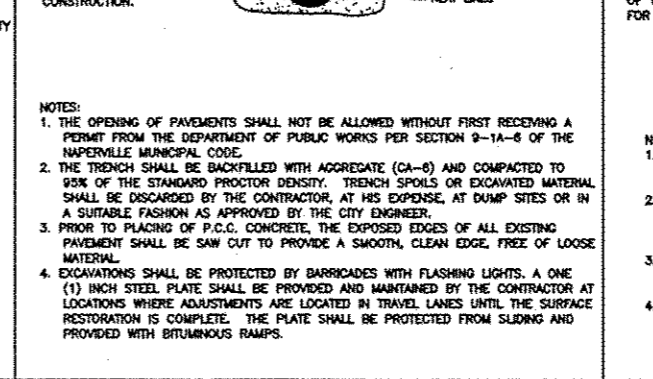 CONSTRUCTION.
OF
FOR
TY
NOTES:
1. THE OPENING OF PAVEMENTS SHALL NOT BE ALLOWED WITHOUT FIRST RECEIVING A
PERMIT FROM THE DEPARTMENT OF PUBLIC WORKS PER SECTION 9-1A-6 OF THE
NAPERVILLE MUNICIPAL CODE.
2. THE TRENCH SHALL BE BACKFILLED WITH AGGREGATE (CA-6) AND COMPACTED TO
95% OF THE STANDARD PROCTOR DENSITY. TRENCH SPOILS OR EXCAVATED MATERIAL
SHALL BE DISCARDED BY THE CONTRACTOR, AT HIS EXPENSE, AT DUMP SITES OR IN
A SUITABLE FASHION AS APPROVED BY THE CITY ENGINEER.
3. PRIOR TO PLACING OF P.C.C. CONCRETE, THE EXPOSED EDGES OF ALL EXISTING
PAVEMENT SHALL BE SAW CUT TO PROVIDE A SMOOTH, CLEAN EDGE, FREE OF LOOSE
MATERIAL.
4. EXCAVATIONS SHALL BE PROTECTED BY BARRICADES WITH FLASHING LIGHTS. A ONE
(1) INCH STEEL PLATE SHALL BE PROVIDED AND MAINTAINED BY THE CONTRACTOR AT
LOCATIONS WHERE ADJUSTMENTS ARE LOCATED IN TRAVEL LANES UNTIL THE SURFACE
RESTORATION IS COMPLETE. THE PLATE SHALL BE PROTECTED FROM SLIDING AND
PROVIDED WITH BITUMINOUS RAMPS.
N
1.
2
3
4